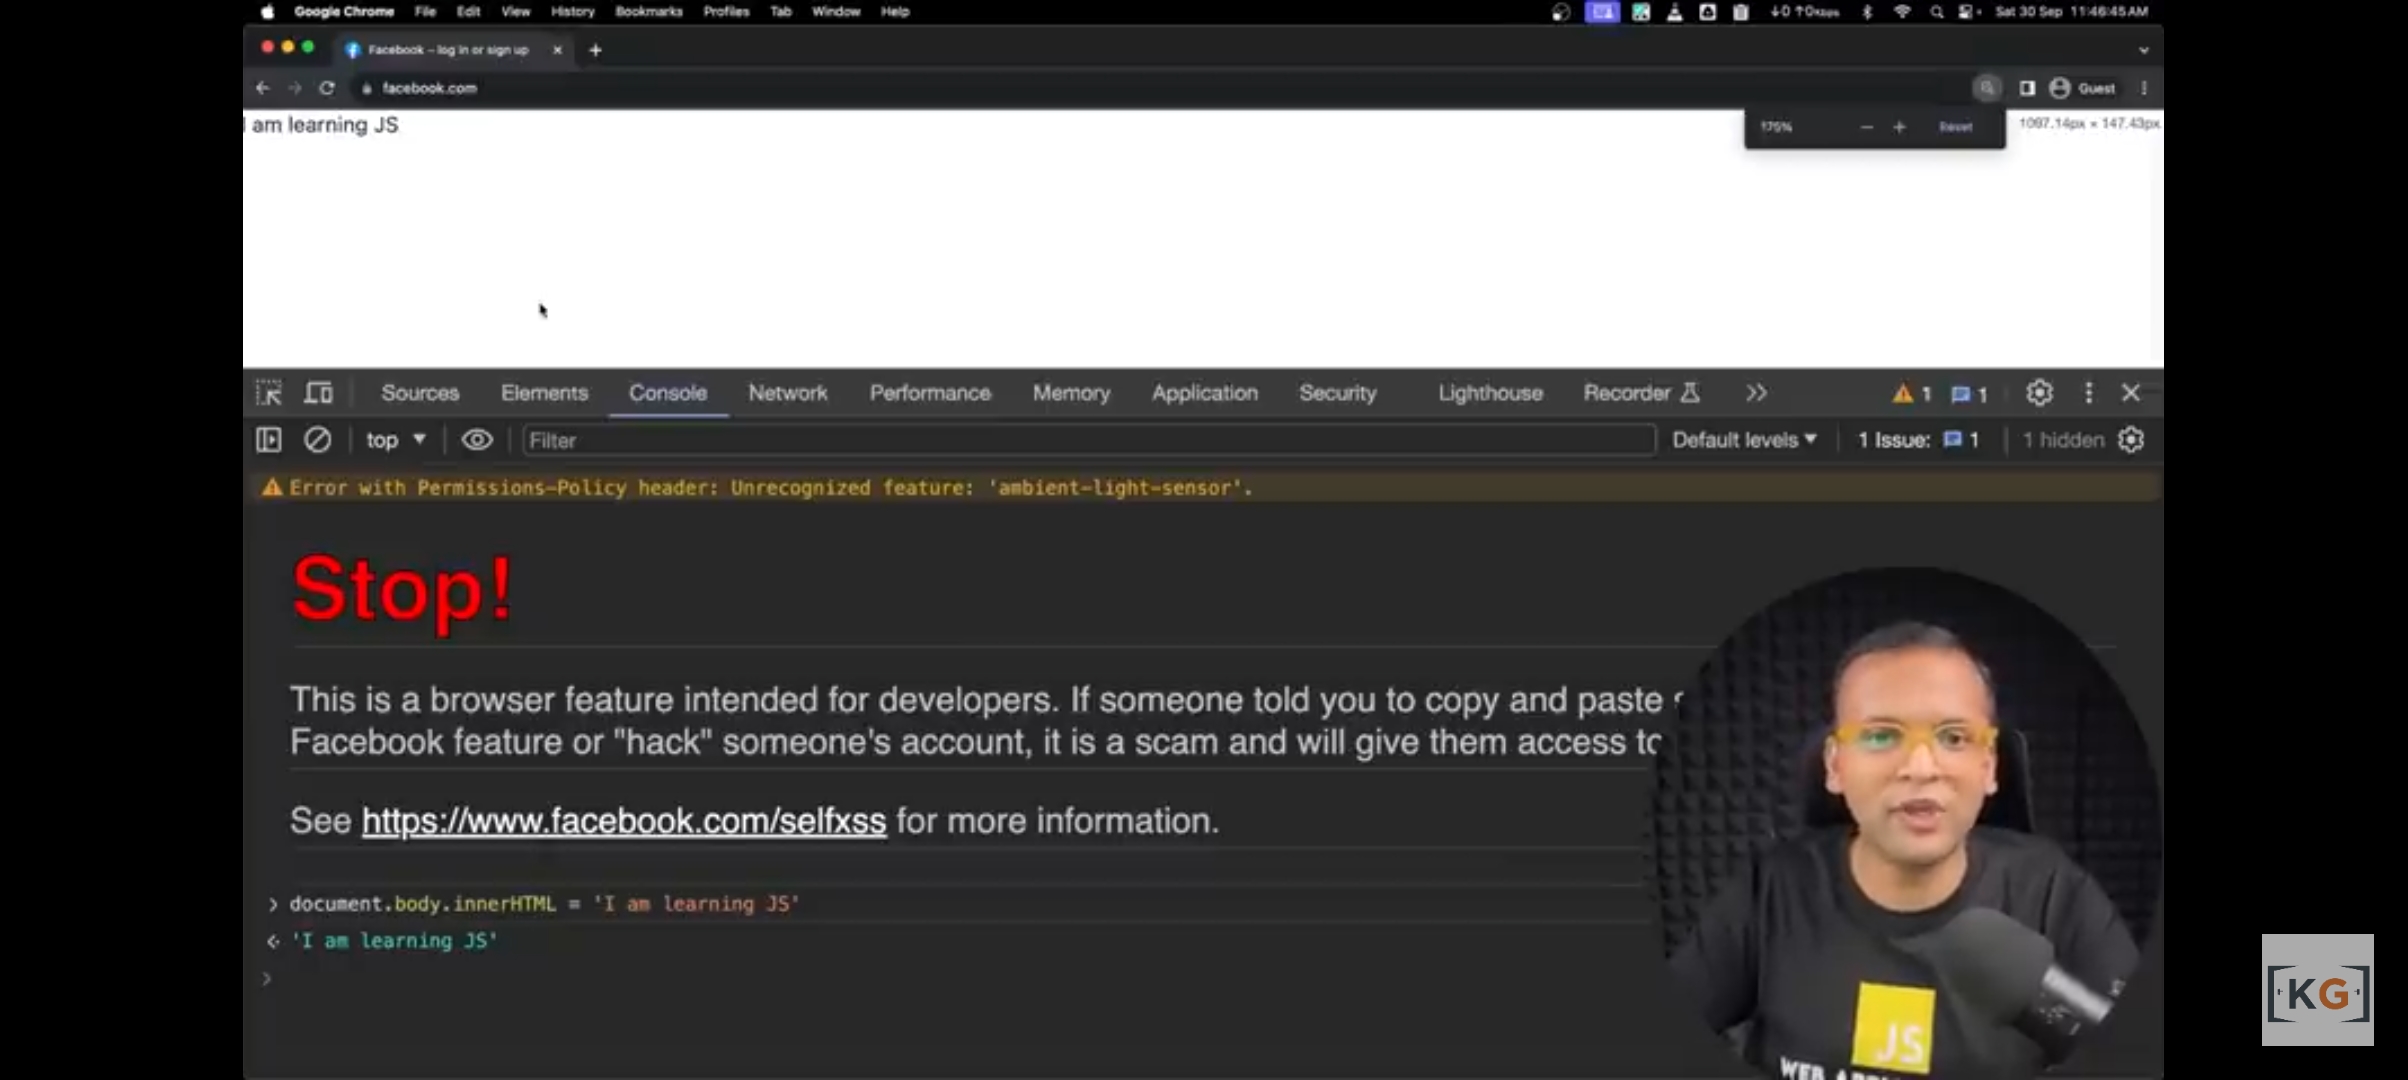 Google Chrome File Edit View History Bookmarks Profiles Tab Window Help
Sat 30 Sep 11:46:45 AM
Facebook – log in or sign up
facebook.com
Guest
I am learning JS
175% − + Reset
1097.14px × 147.43px
Sources Elements Console Network Performance Memory Application Security Lighthouse Recorder
1 1
top
Filter
Default levels
1 Issue: 1
1 hidden
Error with Permissions-Policy header: Unrecognized feature: 'ambient-light-sensor'.
Stop!
This is a browser feature intended for developers. If someone told you to copy and paste
Facebook feature or "hack" someone's account, it is a scam and will give them access to
See https://www.facebook.com/selfxss for more information.
> document.body.innerHTML = 'I am learning JS'
'I am learning JS'
>
JS
WEB
KG